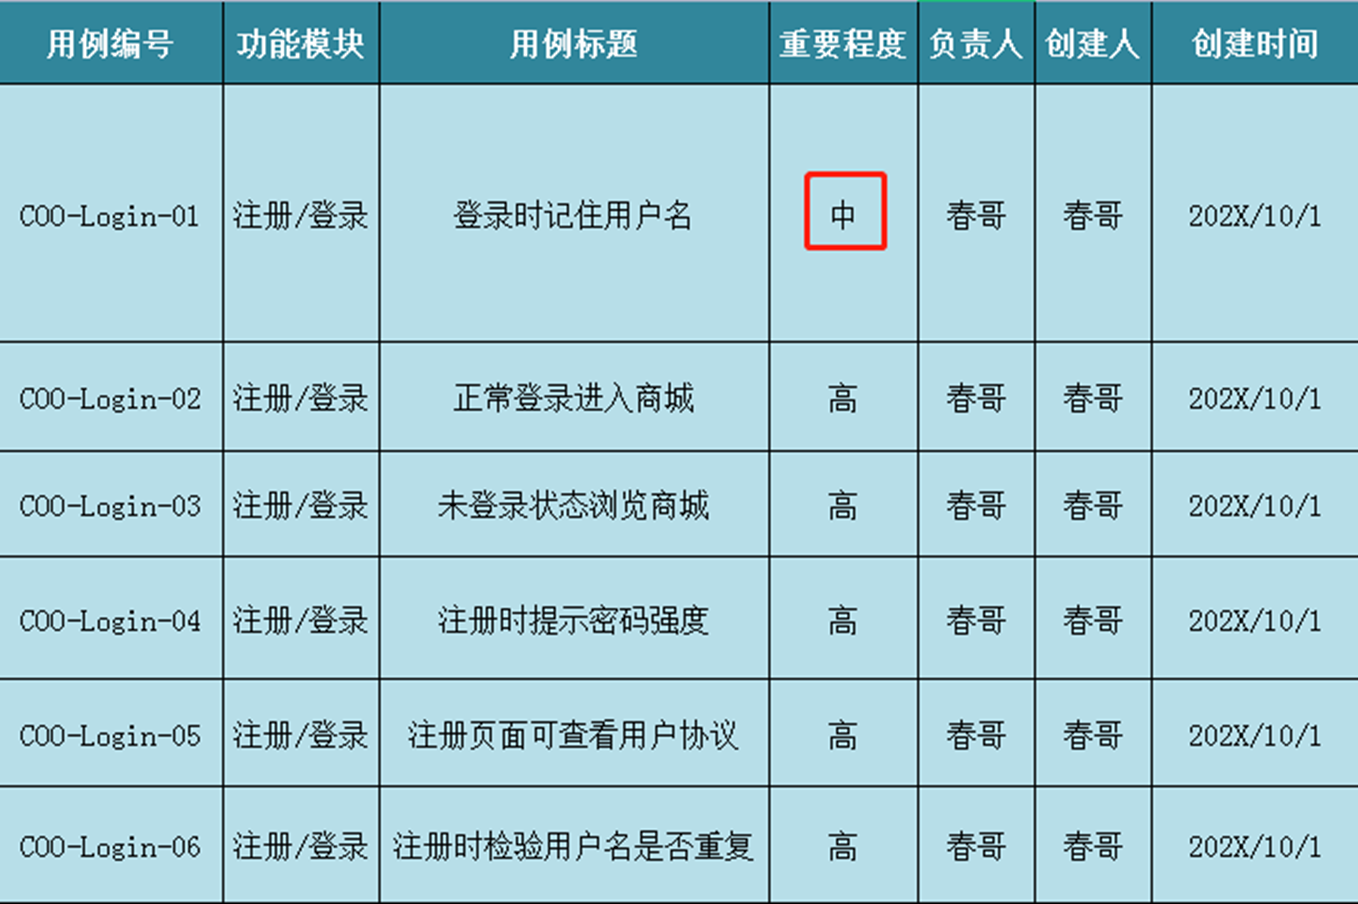 用例编号 功能模块 用例标题 重要程度 负责人 创建人 创建时间
COO-Login-01 注册/登录 登录时记住用户名 中 春哥 春哥 202X/10/1
COO-Login-02 注册/登录 正常登录进入商城 高 春哥 春哥 202X/10/1
COO-Login-03 注册/登录 未登录状态浏览商城 高 春哥 春哥 202X/10/1
COO-Login-04 注册/登录 注册时提示密码强度 高 春哥 春哥 202X/10/1
COO-Login-05 注册/登录 注册页面可查看用户协议 高 春哥 春哥 202X/10/1
COO-Login-06 注册/登录 注册时检验用户名是否重复 高 春哥 春哥 202X/10/1